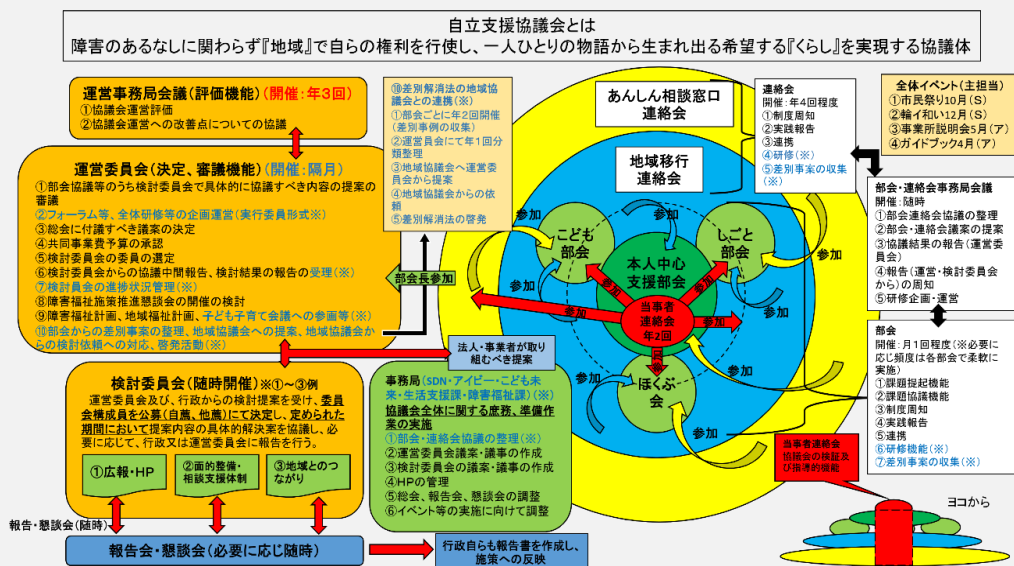 自立支援協議会とは
障害のあるなしに関わらず『地域』で自らの権利を行使し、一人ひとりの物語から生まれ出る希望する『くらし』を実現する協議体
運営事務局会議(評価機能)(開催:年3回)
①協議会運営評価
②協議会運営への改善点についての協議
運営委員会(決定、審議機能)(開催:隔月)
①部会協議等のうち検討委員会で具体的に協議すべき内容の提案の
審議
②フォーラム等、全体研修等の企画運営(実行委員形式※)
③総会に付議すべき議案の決定
④共同事業費予算の承認
⑤検討委員会の委員の選定
⑥検討委員会からの協議中間報告、検討結果の報告の受理(※)
⑦検討員会の進捗状況管理(※)
⑧障害福祉施策推進懇談会の開催の検討
⑨障害福祉計画、地域福祉計画、子ども子育て会議への参画等(※)
⑩部会からの差別事案の整理、地域協議会への提案、地域協議会か
らの検討依頼への対応、啓発活動(※)
⑩差別解消法の地域協
議会との連携(※)
①部会ごとに年2回開催
(差別事例の収集)
②運営員会にて年1回分
類整理
③地域協議会へ運営委員
会から提案
④地域協議会からの依
頼
⑤差別解消法の啓発
部会長参加
法人・事業者が取り
組むべき提案
検討委員会(随時開催) ※①~③例
運営委員会及び、行政からの検討提案を受け、委員
会構成員を公募(自薦、他薦)にて決定し、定められた
期間において提案内容の具体的解決案を協議し、必
要に応じて、行政又は運営委員会に報告を行う。
①広報・HP
②面的整備・
相談支援体制
③地域とのつ
ながり
報告・懇談会(随時)
報告会・懇談会(必要に応じ随時)
行政自らも報告書を作成し、
施策への反映
事務局(SDN・アイビー・こども未
来・生活支援課・障害福祉課)(※)
協議会全体に関する庶務、準備作
業の実施
①部会・連絡会協議の整理(※)
②運営委員会議案・議事の作成
③検討委員会の議案・議事の作成
④HPの管理
⑤総会、報告会、懇談会の調整
⑥イベント等の実施に向けて調整
あんしん相談窓口
連絡会
地域移行
連絡会
こども
部会
しごと
部会
本人中心
支援部会
当事者
連絡会
年2回
ほくぶ
会
参加
参加
参加
参加
参加
参加
参加
参加
参加
参加
参加
連絡会
開催:年4回程度
①制度周知
②実践報告
③連携
④研修(※)
⑤差別事案の収集
(※)
全体イベント(主担当)
①市民祭り10月(S)
②輪イ和い12月(S)
③事業所説明会5月(ア)
④ガイドブック4月(ア)
部会・連絡会事務局会議
開催:随時
①部会連絡会協議の整理
②部会・連絡会議案の提案
③協議結果の報告(運営委
員会)
④報告(運営・検討委員会
から)の周知
⑤研修企画・運営
部会
開催:月1回程度(※必要に
応じ頻度は各部会で柔軟に
実施)
①課題提起機能
②課題協議機能
③制度周知
④実践報告
⑤連携
⑥研修機能(※)
⑦差別事案の収集(※)
当事者連絡会
協議会の検証及
び指導的機能
ヨコから